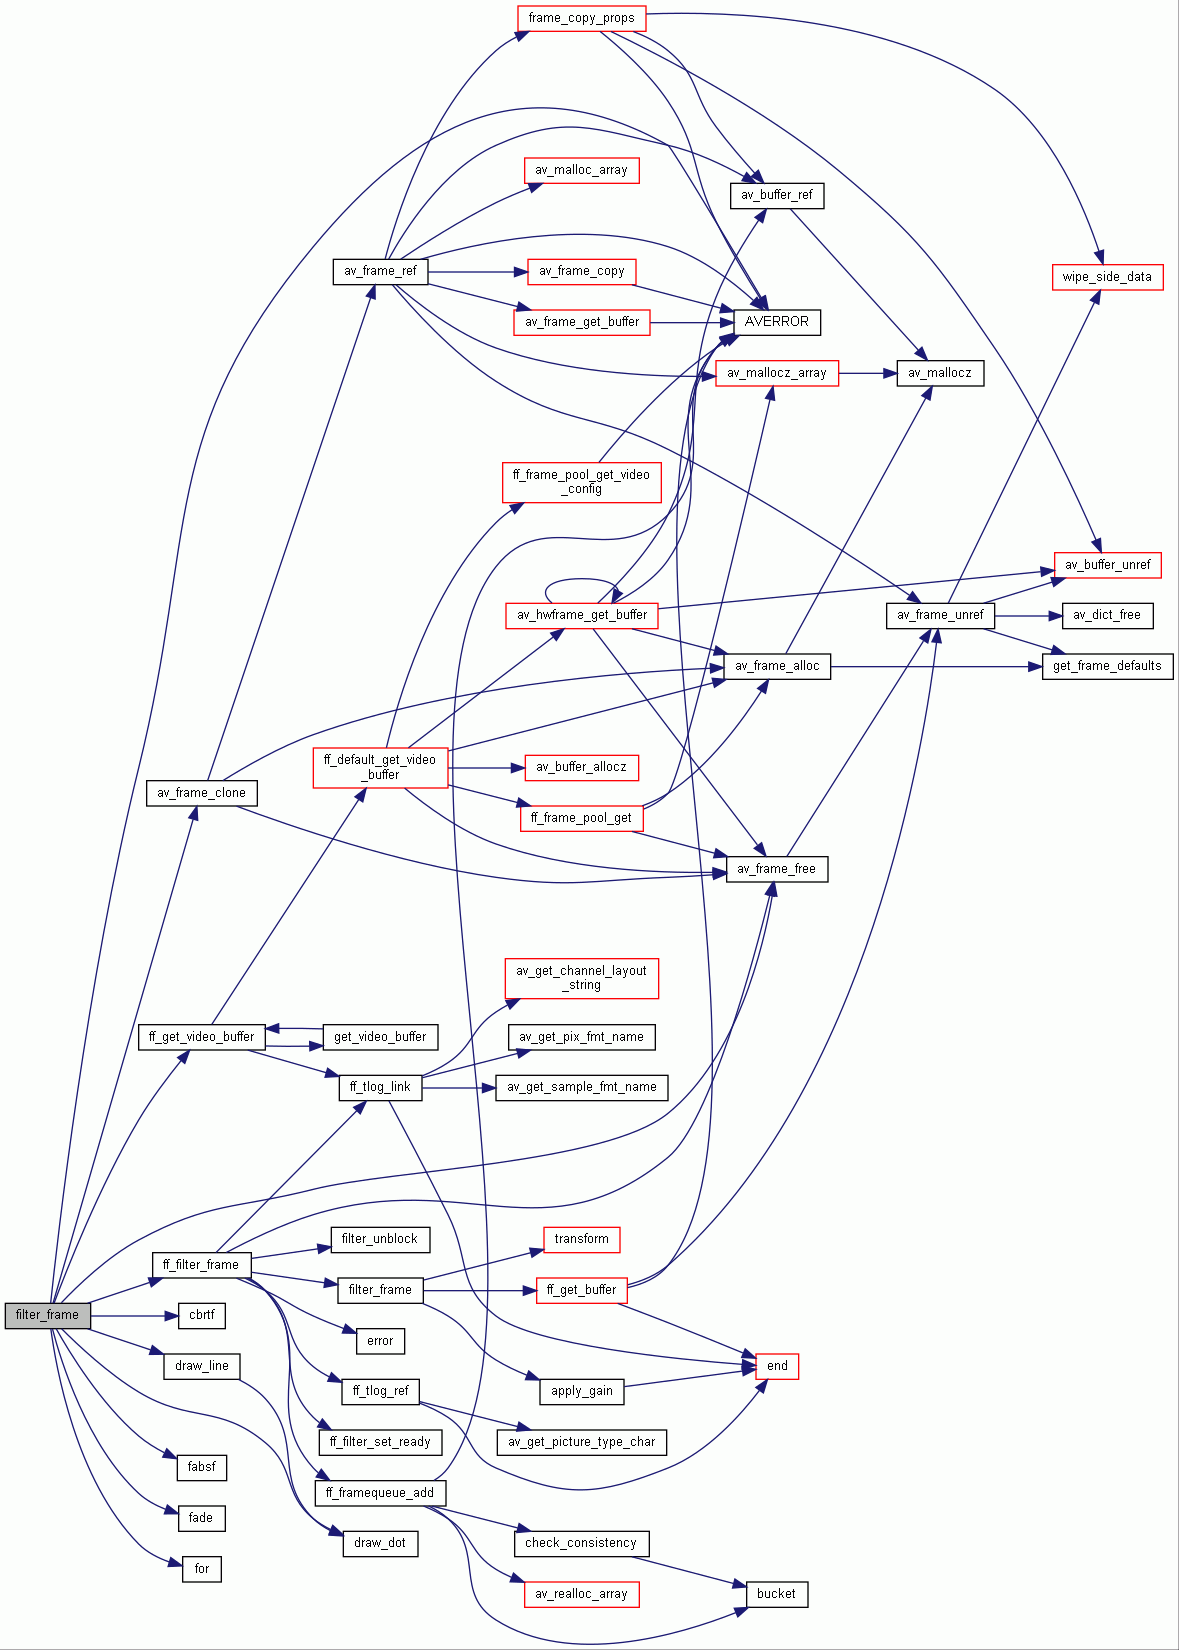 frame_copy_props
av_malloc_array
av_buffer_ref
av_frame_ref
av_frame_copy
wipe_side_data
av_frame_get_buffer
AVERROR
av_mallocz_array
av_mallocz
ff_frame_pool_get_video
_config
av_buffer_unref
av_hwframe_get_buffer
av_frame_unref
av_dict_free
av_frame_alloc
get_frame_defaults
ff_default_get_video
_buffer
av_buffer_allocz
av_frame_clone
ff_frame_pool_get
av_frame_free
av_get_channel_layout
_string
ff_get_video_buffer
get_video_buffer
av_get_pix_fmt_name
ff_tlog_link
av_get_sample_fmt_name
filter_unblock
transform
ff_filter_frame
filter_frame
ff_get_buffer
filter_frame
cbrtf
error
draw_line
end
ff_tlog_ref
apply_gain
ff_filter_set_ready
av_get_picture_type_char
fabsf
ff_framequeue_add
fade
draw_dot
check_consistency
for
av_realloc_array
bucket